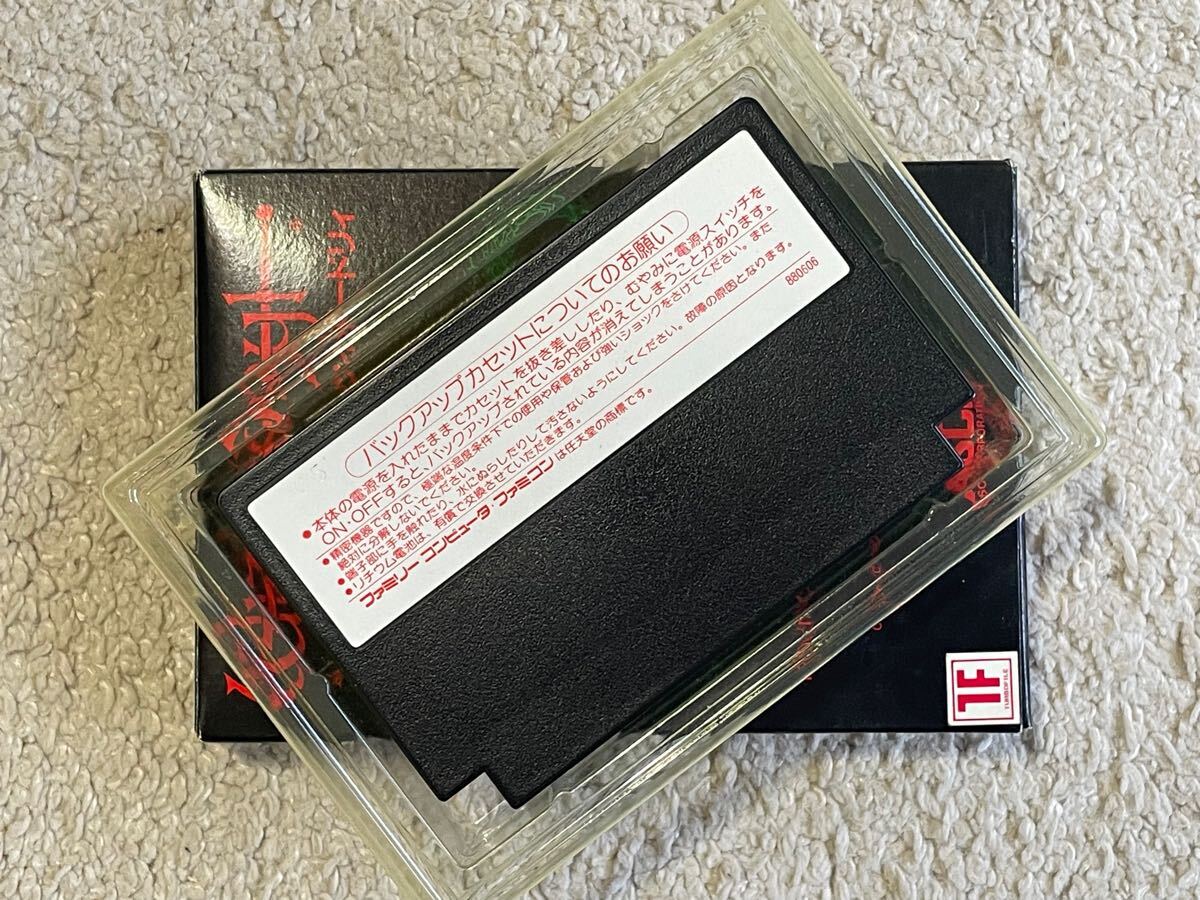 バックアップカセットについてのお願い
●本体の電源を入れたままでカセットを抜き差ししたり、むやみに電源スイッチを
ON・OFFすると、バックアップされている内容が消えてしまうことがあります。
●精密機器ですので、極端な温度条件下での使用や保管および強いショックをさけてください。また
絶対に分解しないでください。
●端子部に手を触れたり、水にぬらしたりして汚さないようにしてください。故障の原因となります。
●リチウム電池は、有償で交換させていただきます。
ファミリーコンピュータ・ファミコンは任天堂の商標です。
880606
TF
TURBOFILE